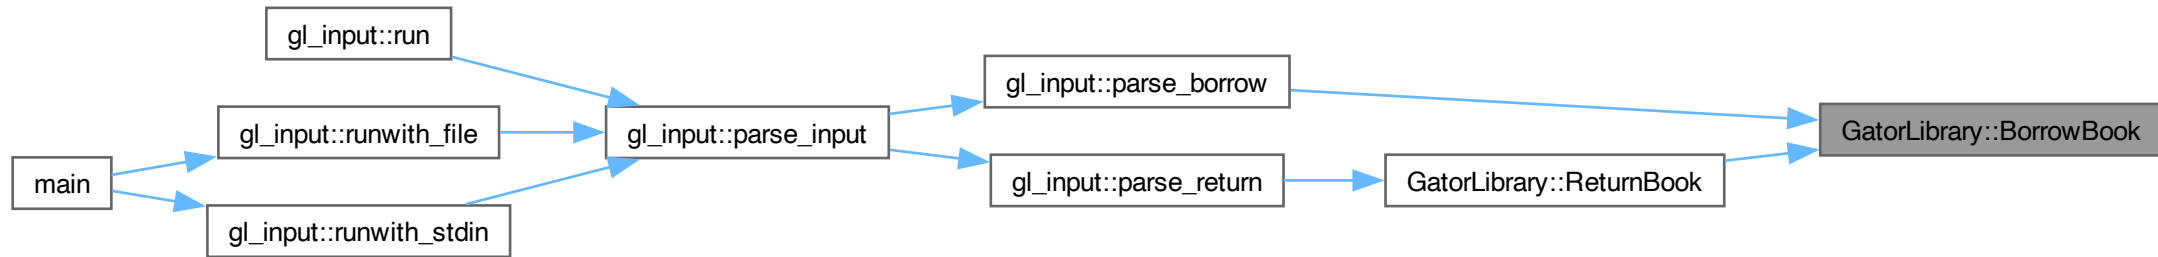 gl_input::run
gl_input::parse_borrow
gl_input::runwith_file
gl_input::parse_input
GatorLibrary::BorrowBook
main
gl_input::parse_return
GatorLibrary::ReturnBook
gl_input::runwith_stdin